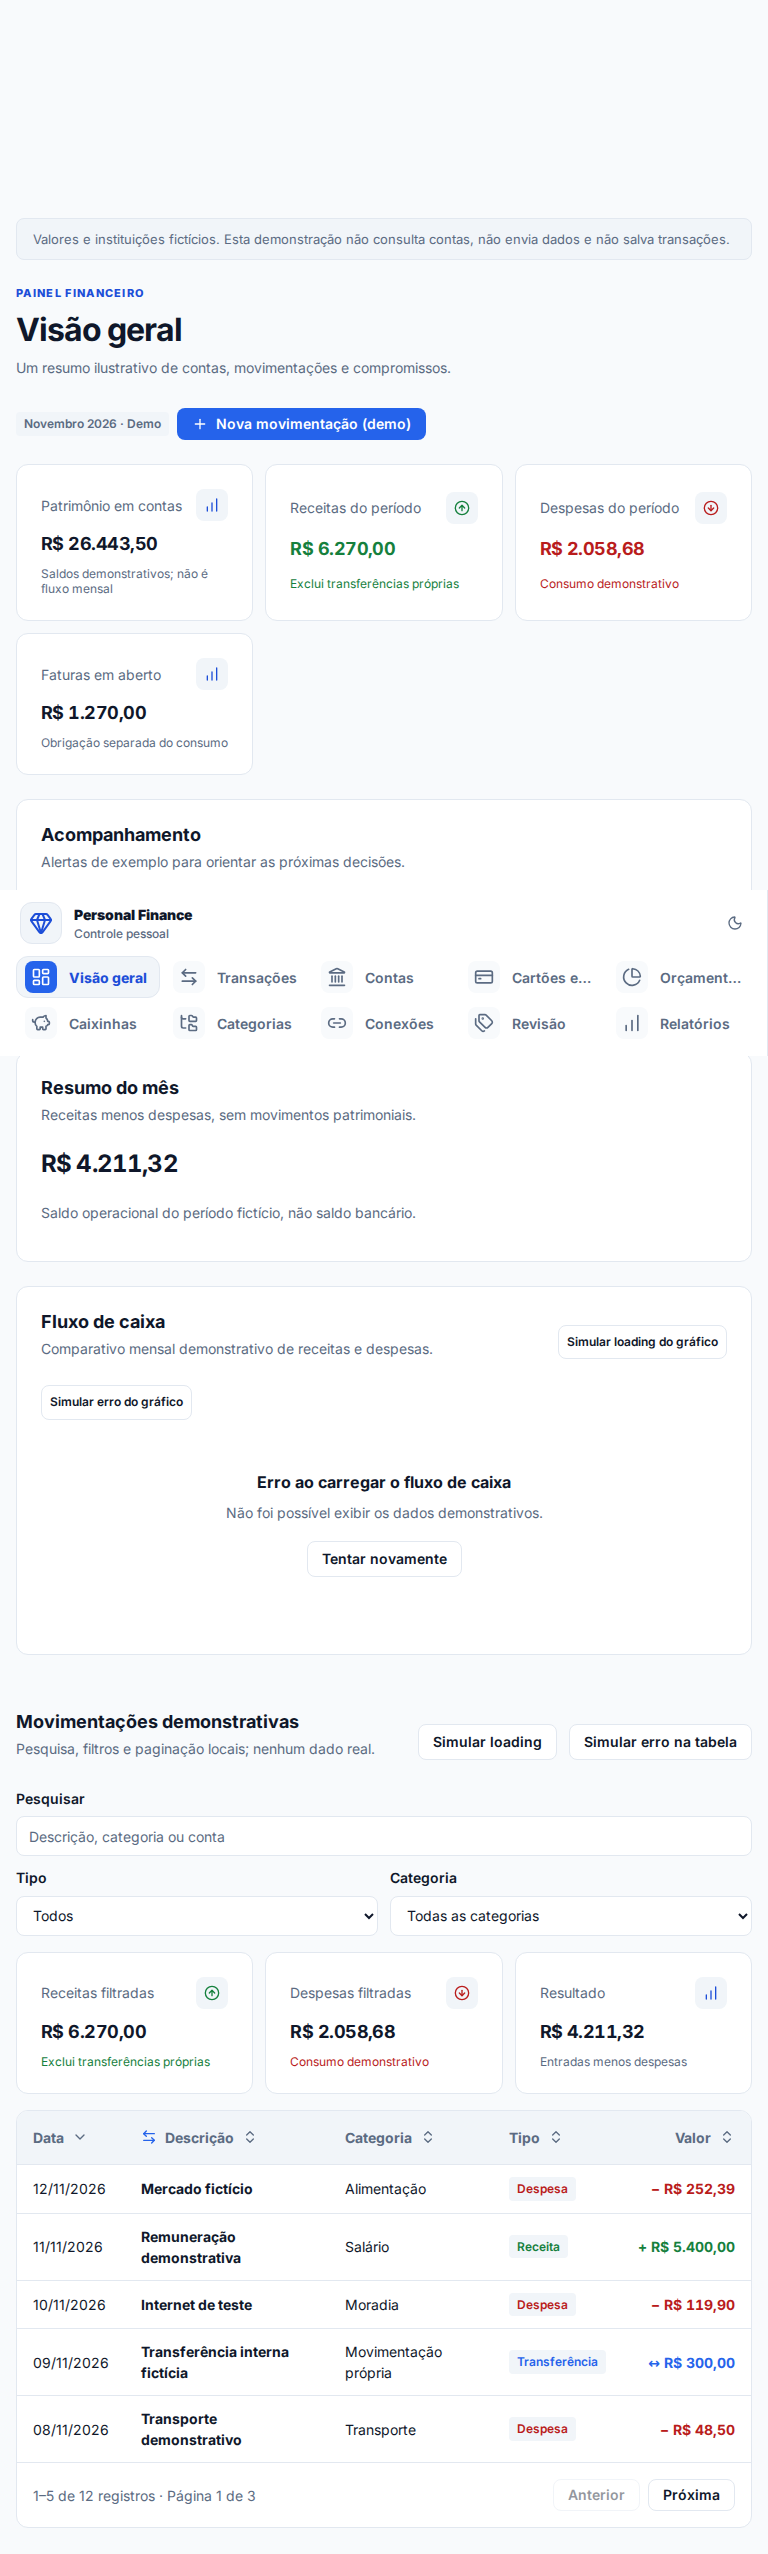 Valores e instituições fictícios. Esta demonstração não consulta contas, não envia dados e não salva transações.
PAINEL FINANCEIRO
Visão geral
Um resumo ilustrativo de contas, movimentações e compromissos.
Novembro 2026 · Demo
Nova movimentação (demo)
Patrimônio em contas
R$ 26.443,50
Saldos demonstrativos; não é
fluxo mensal
Receitas do período
R$ 6.270,00
Exclui transferências próprias
Despesas do período
R$ 2.058,68
Consumo demonstrativo
Faturas em aberto
R$ 1.270,00
Obrigação separada do consumo
Acompanhamento
Alertas de exemplo para orientar as próximas decisões.
Personal Finance
Controle pessoal
Visão geral
Transações
Contas
Cartões e...
Orçament...
Caixinhas
Categorias
Conexões
Revisão
Relatórios
Resumo do mês
Receitas menos despesas, sem movimentos patrimoniais.
R$ 4.211,32
Saldo operacional do período fictício, não saldo bancário.
Fluxo de caixa
Comparativo mensal demonstrativo de receitas e despesas.
Simular loading do gráfico
Simular erro do gráfico
Erro ao carregar o fluxo de caixa
Não foi possível exibir os dados demonstrativos.
Tentar novamente
Movimentações demonstrativas
Pesquisa, filtros e paginação locais; nenhum dado real.
Simular loading
Simular erro na tabela
Pesquisar
Descrição, categoria ou conta
Tipo
Todos
Categoria
Todas as categorias
Receitas filtradas
R$ 6.270,00
Exclui transferências próprias
Despesas filtradas
R$ 2.058,68
Consumo demonstrativo
Resultado
R$ 4.211,32
Entradas menos despesas
Data Descrição Categoria Tipo Valor
12/11/2026 Mercado fictício Alimentação Despesa – R$ 252,39
11/11/2026 Remuneração
demonstrativa Salário Receita + R$ 5.400,00
10/11/2026 Internet de teste Moradia Despesa – R$ 119,90
09/11/2026 Transferência interna
fictícia Movimentação
própria Transferência ↔ R$ 300,00
08/11/2026 Transporte
demonstrativo Transporte Despesa – R$ 48,50
1–5 de 12 registros · Página 1 de 3
Anterior
Próxima